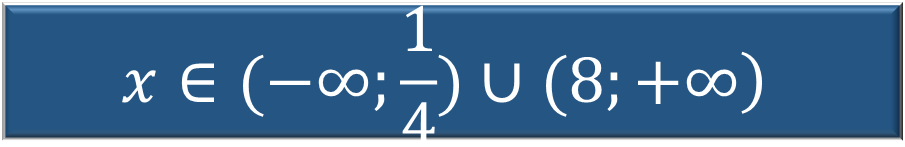 x ∈ (−∞; 1/4) ∪ (8; +∞)